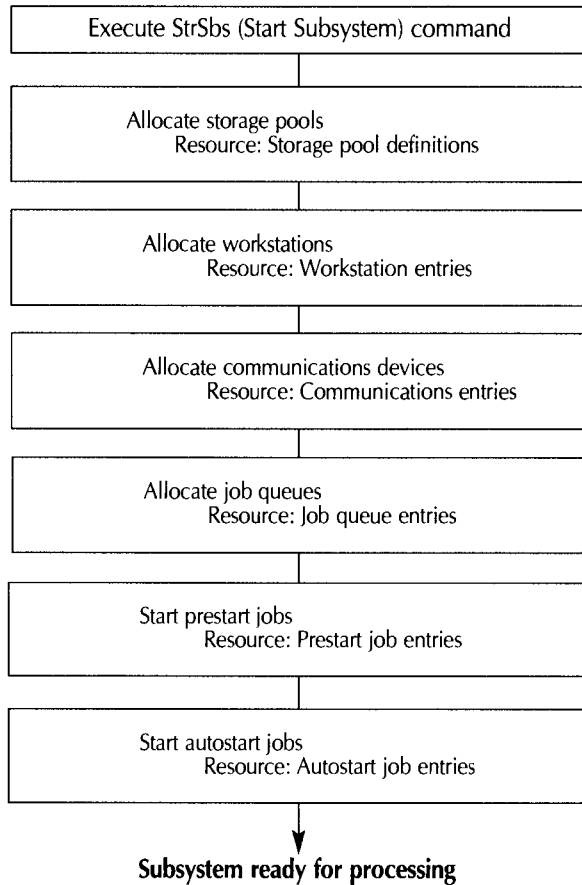 Execute StrSbs (Start Subsystem) command
Allocate storage pools
Resource: Storage pool definitions
Allocate workstations
Resource: Workstation entries
Allocate communications devices
Resource: Communications entries
Allocate job queues
Resource: Job queue entries
Start prestart jobs
Resource: Prestart job entries
Start autostart jobs
Resource: Autostart job entries
Subsystem ready for processing